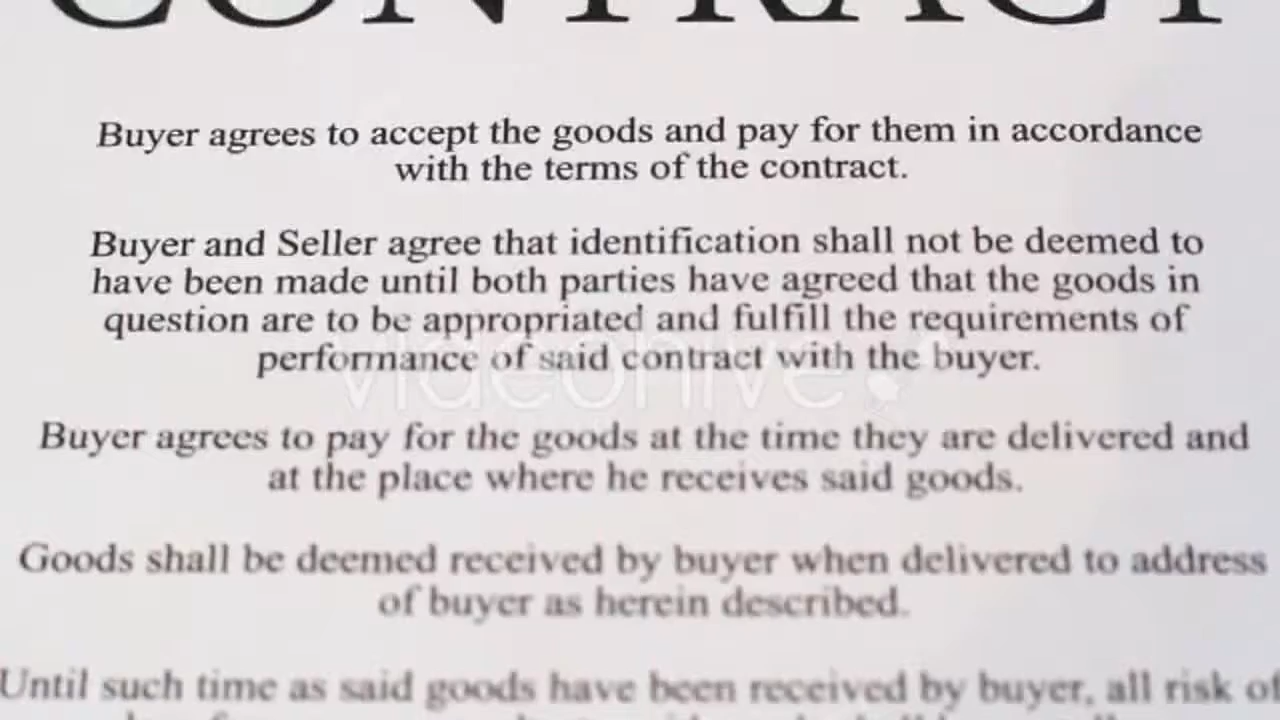 CONTRACT
Buyer agrees to accept the goods and pay for them in accordance
with the terms of the contract.
Buyer and Seller agree that identification shall not be deemed to
have been made until both parties have agreed that the goods in
question are to be appropriated and fulfill the requirements of
performance of said contract with the buyer.
videohive
Buyer agrees to pay for the goods at the time they are delivered and
at the place where he receives said goods.
Goods shall be deemed received by buyer when delivered to address
of buyer as herein described.
Until such time as said goods have been received by buyer, all risk of